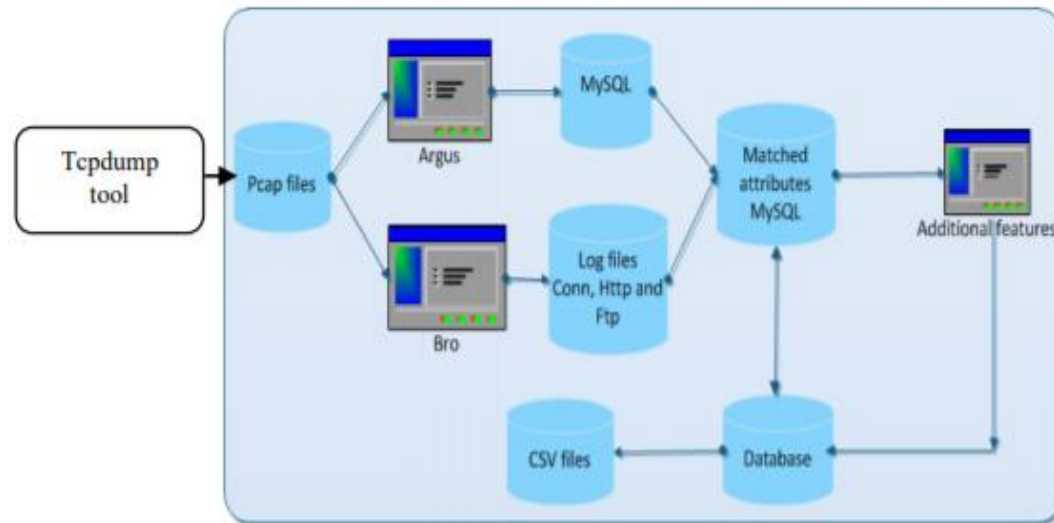 Tcpdump
tool
Pcap files
Argus
MySQL
Bro
Log files
Conn, Http and
Ftp
Matched
attributes
MySQL
Additional features
CSV files
Database